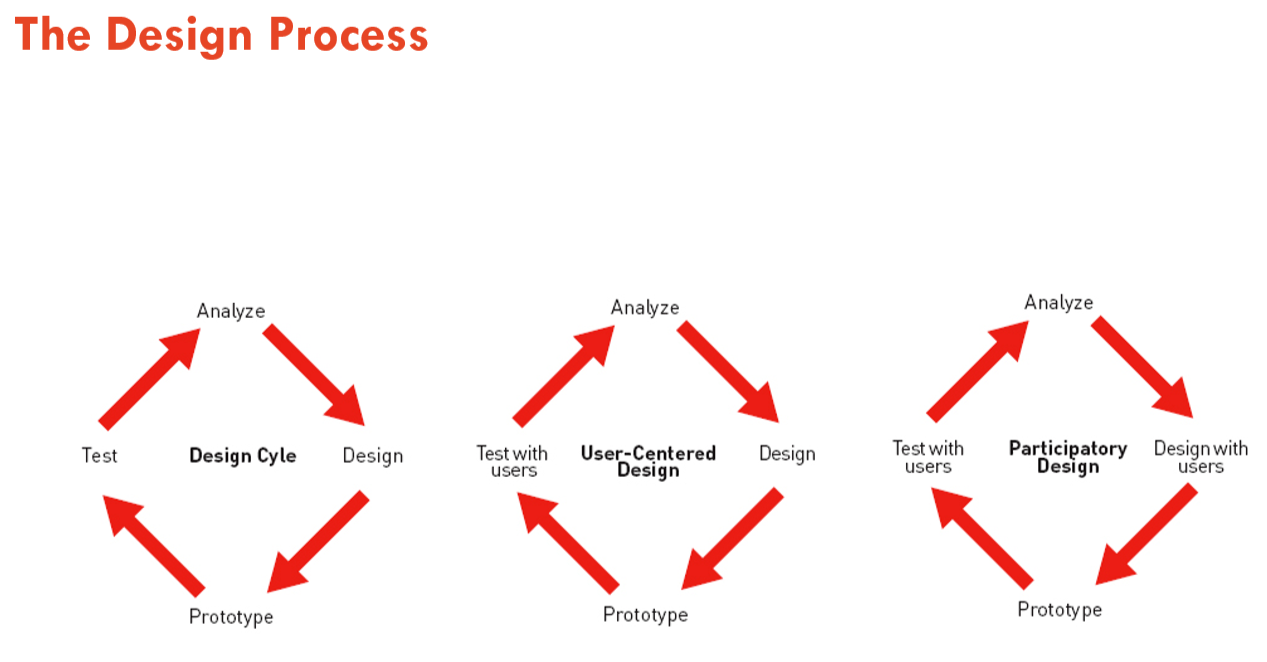 The Design Process
Analyze
Test
Design Cyle
Design
Prototype
Analyze
Test with
users
User-Centered
Design
Design
Prototype
Analyze
Test with
users
Participatory
Design
Design with
users
Prototype